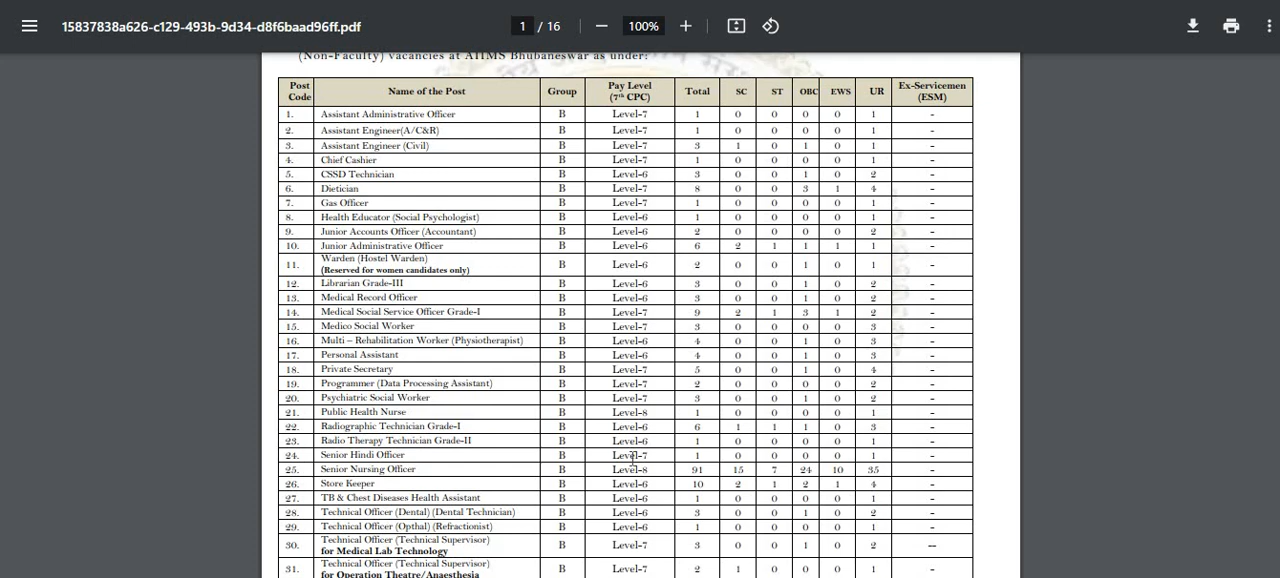 15837838a626-c129-493b-9d34-d8f6baad96ff.pdf 1 / 16 100%
(Non-Faculty) vacancies at AIIMS Bhubaneswar as under:
Post Code Name of the Post Group Pay Level (7th CPC) Total SC ST OBC EWS UR Ex-Servicemen (ESM)
1. Assistant Administrative Officer B Level-7 1 0 0 0 0 1 -
2. Assistant Engineer(A/C&R) B Level-7 1 0 0 0 0 1 -
3. Assistant Engineer (Civil) B Level-7 3 1 0 1 0 1 -
4. Chief Cashier B Level-7 1 0 0 0 0 1 -
5. CSSD Technician B Level-6 3 0 0 1 0 2 -
6. Dietician B Level-7 8 0 0 3 1 4 -
7. Gas Officer B Level-7 1 0 0 0 0 1 -
8. Health Educator (Social Psychologist) B Level-6 1 0 0 0 0 1 -
9. Junior Accounts Officer (Accountant) B Level-6 2 0 0 0 0 2 -
10. Junior Administrative Officer B Level-6 6 2 1 1 1 1 -
11. Warden (Hostel Warden) B Level-6 2 0 0 1 0 1 -
(Reserved for women candidates only)
12. Librarian Grade-III B Level-6 3 0 0 1 0 2 -
13. Medical Record Officer B Level-6 3 0 0 1 0 2 -
14. Medical Social Service Officer Grade-I B Level-7 9 2 1 3 1 2 -
15. Medico Social Worker B Level-7 3 0 0 0 0 3 -
16. Multi – Rehabilitation Worker (Physiotherapist) B Level-6 4 0 0 1 0 3 -
17. Personal Assistant B Level-6 4 0 0 1 0 3 -
18. Private Secretary B Level-7 5 0 0 1 0 4 -
19. Programmer (Data Processing Assistant) B Level-7 2 0 0 0 0 2 -
20. Psychiatric Social Worker B Level-7 3 0 0 1 0 2 -
21. Public Health Nurse B Level-8 1 0 0 0 0 1 -
22. Radiographic Technician Grade-I B Level-6 6 1 1 1 0 3 -
23. Radio Therapy Technician Grade-II B Level-6 1 0 0 0 0 1 -
24. Senior Hindi Officer B Level-7 1 0 0 0 0 1 -
25. Senior Nursing Officer B Level-8 91 15 7 24 10 35 -
26. Store Keeper B Level-6 10 2 1 2 1 4 -
27. TB & Chest Diseases Health Assistant B Level-6 1 0 0 0 0 1 -
28. Technical Officer (Dental) (Dental Technician) B Level-6 3 0 0 1 0 2 -
29. Technical Officer (Opthal) (Refractionist) B Level-6 1 0 0 0 0 1 -
30. Technical Officer (Technical Supervisor) B Level-7 3 0 0 1 0 2 --
for Medical Lab Technology
31. Technical Officer (Technical Supervisor) B Level-7 2 1 0 0 0 1 -
for Operation Theatre/Anaesthesia